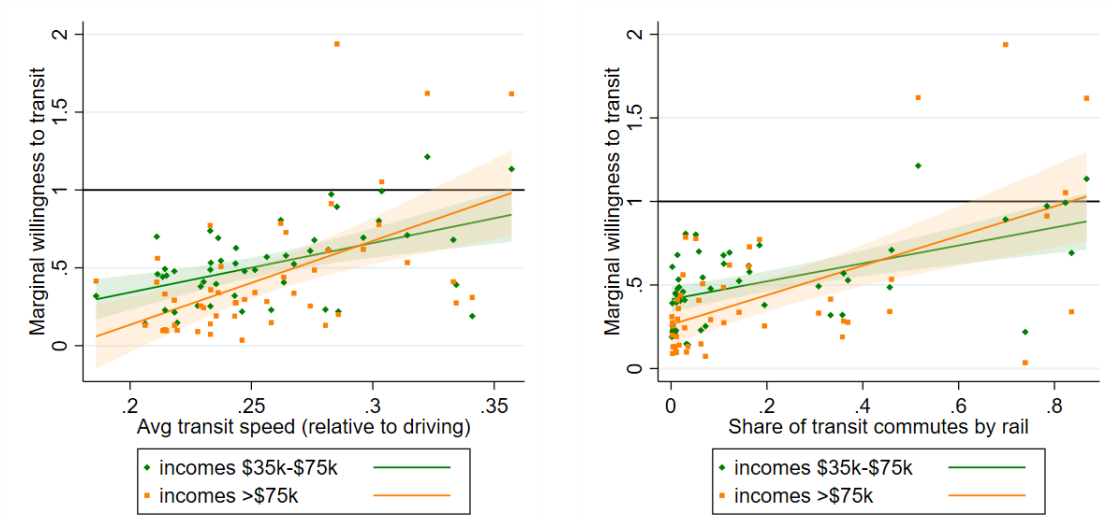 Marginal willingness to transit
2
1.5
1
.5
0
.2
.25
.3
.35
Avg transit speed (relative to driving)
incomes $35k-$75k
incomes >$75k
Marginal willingness to transit
2
1.5
1
.5
0
0
.2
.4
.6
.8
Share of transit commutes by rail
incomes $35k-$75k
incomes >$75k